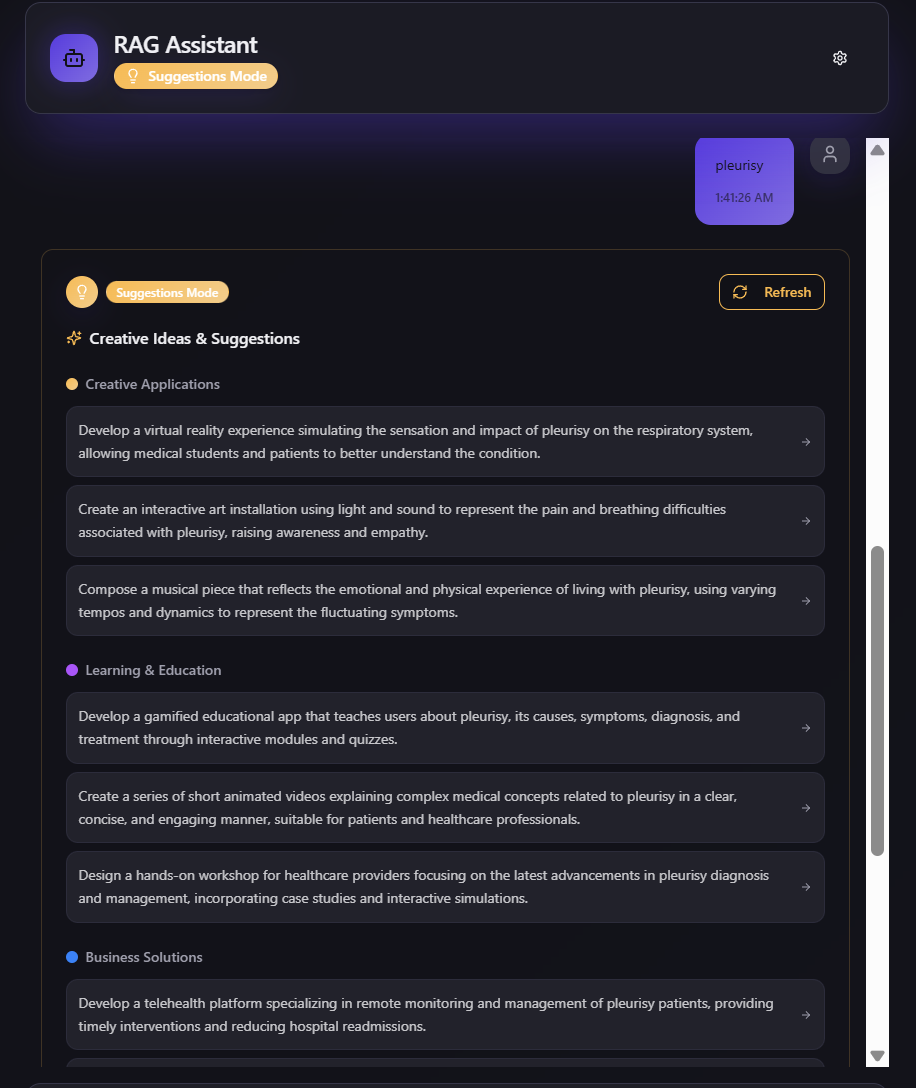 RAG Assistant
Suggestions Mode
pleurisy
1:41:26 AM
Suggestions Mode
Refresh
Creative Ideas & Suggestions
Creative Applications
Develop a virtual reality experience simulating the sensation and impact of pleurisy on the respiratory system,
allowing medical students and patients to better understand the condition.
Create an interactive art installation using light and sound to represent the pain and breathing difficulties
associated with pleurisy, raising awareness and empathy.
Compose a musical piece that reflects the emotional and physical experience of living with pleurisy, using varying
tempos and dynamics to represent the fluctuating symptoms.
Learning & Education
Develop a gamified educational app that teaches users about pleurisy, its causes, symptoms, diagnosis, and
treatment through interactive modules and quizzes.
Create a series of short animated videos explaining complex medical concepts related to pleurisy in a clear,
concise, and engaging manner, suitable for patients and healthcare professionals.
Design a hands-on workshop for healthcare providers focusing on the latest advancements in pleurisy diagnosis
and management, incorporating case studies and interactive simulations.
Business Solutions
Develop a telehealth platform specializing in remote monitoring and management of pleurisy patients, providing
timely interventions and reducing hospital readmissions.